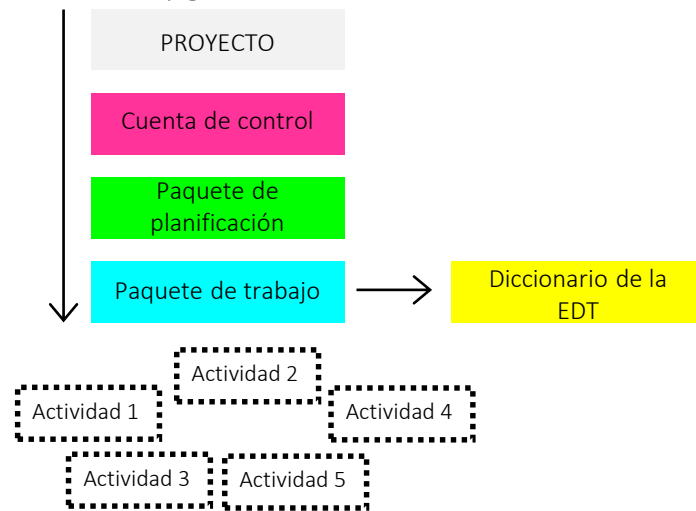 PROYECTO
Cuenta de control
Paquete de
planificación
Paquete de trabajo
Diccionario de la
EDT
Actividad 2
Actividad 1
Actividad 4
Actividad 3
Actividad 5